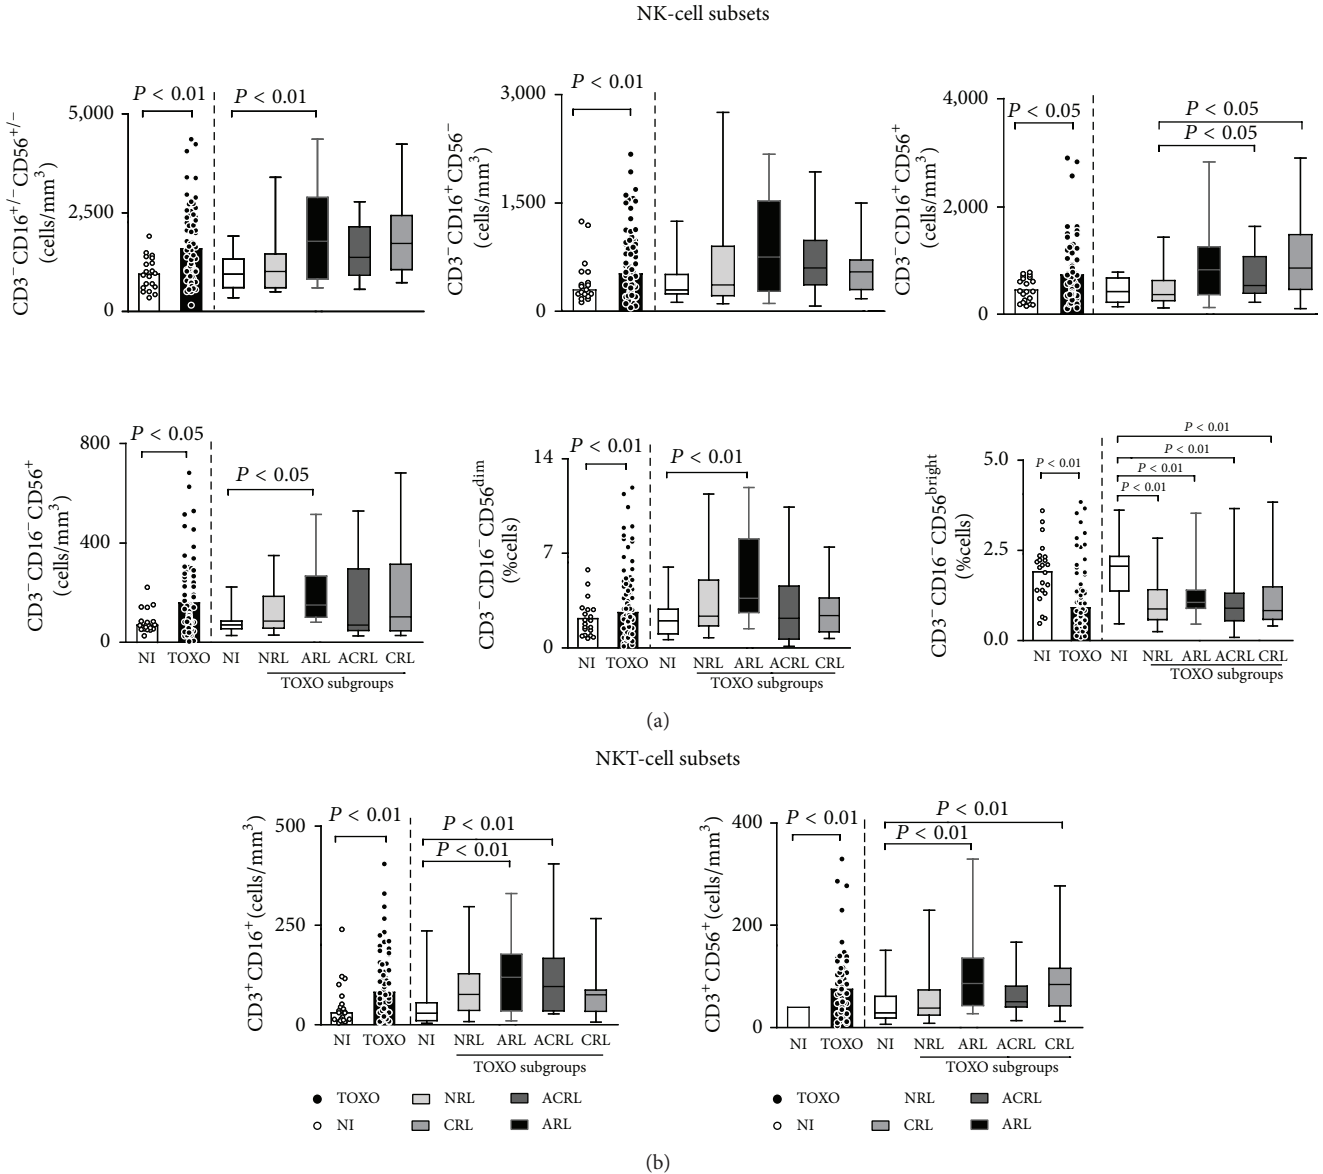 NK-cell subsets
CD3⁻ CD16⁺/⁻ CD56⁺/⁻
(cells/mm³)
5,000
2,500
0
P < 0.01
P < 0.01
CD3⁻ CD16⁺ CD56⁻
(cells/mm³)
3,000
1,500
0
P < 0.01
CD3⁻ CD16⁺ CD56⁺
(cells/mm³)
4,000
2,000
0
P < 0.05
P < 0.05
P < 0.05
CD3⁻ CD16⁻ CD56⁺
(cells/mm³)
800
400
0
P < 0.05
P < 0.05
NI TOXO NI NRL ARL ACRL CRL
TOXO subgroups
CD3⁻ CD16⁻ CD56ᵈⁱᵐ
(%cells)
14
7
0
P < 0.01
P < 0.01
NI TOXO NI NRL ARL ACRL CRL
TOXO subgroups
CD3⁻ CD16⁻ CD56ᵇʳⁱᵍʰᵗ
(%cells)
5.0
2.5
0.0
P < 0.01
P < 0.01
P < 0.01
P < 0.01
P < 0.01
NI TOXO NI NRL ARL ACRL CRL
TOXO subgroups
(a)
NKT-cell subsets
CD3⁺ CD16⁺ (cells/mm³)
500
250
0
P < 0.01
P < 0.01
P < 0.01
NI TOXO NI NRL ARL ACRL CRL
TOXO subgroups
CD3⁺ CD56⁺ (cells/mm³)
400
200
0
P < 0.01
P < 0.01
P < 0.01
NI TOXO NI NRL ARL ACRL CRL
TOXO subgroups
TOXO NRL ACRL
NI CRL ARL
TOXO NRL ACRL
NI CRL ARL
(b)